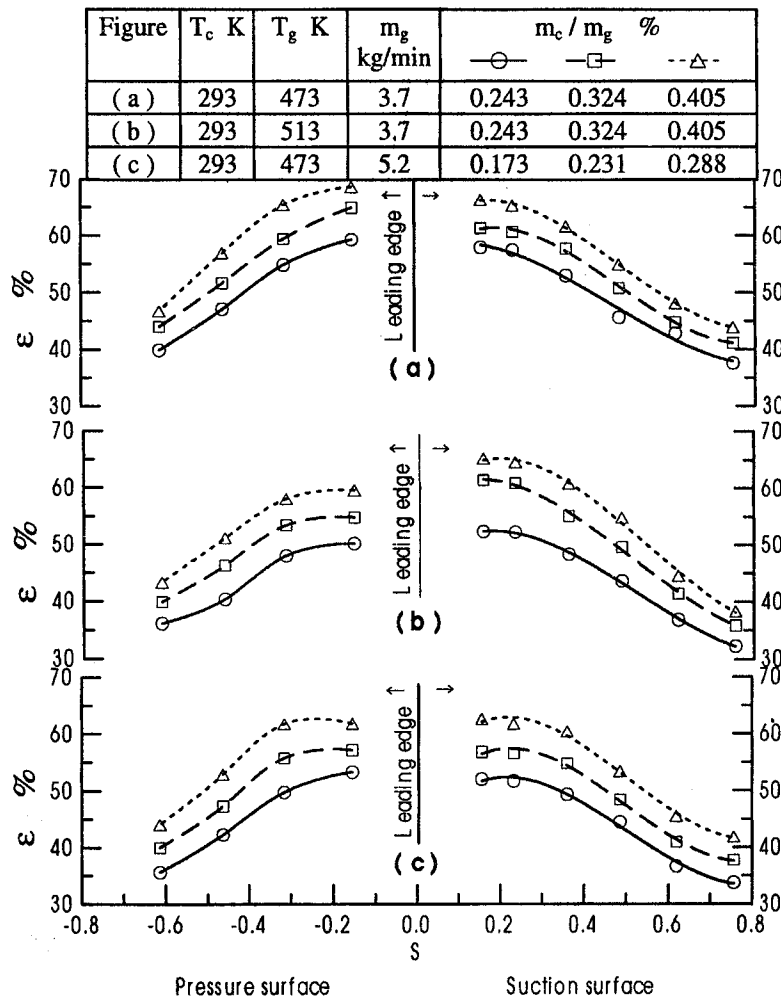 Figure T_c K T_g K m_g kg/min m_c / m_g %
(a) 293 473 3.7 0.243 0.324 0.405
(b) 293 513 3.7 0.243 0.324 0.405
(c) 293 473 5.2 0.173 0.231 0.288
70 70
60 60
50 50
40 40
30 30
ε %
Leading edge
← →
(a)
70 70
60 60
50 50
40 40
30 30
ε %
Leading edge
← →
(b)
70 70
60 60
50 50
40 40
30 30
ε %
Leading edge
← →
(c)
-0.8 -0.6 -0.4 -0.2 0.0 0.2 0.4 0.6 0.8
S
Pressure surface Suction surface